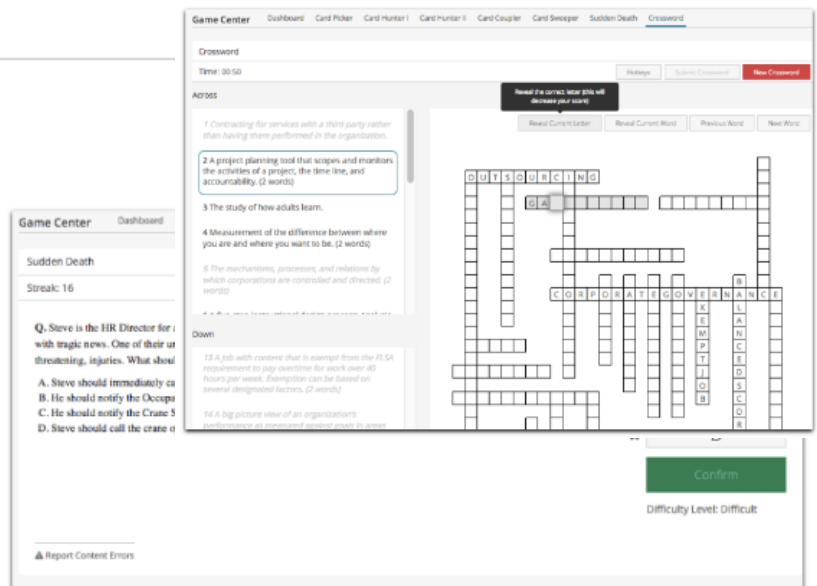 Game Center Dashboard Card Picker Card Hunter I Card Hunter II Card Coupler Card Sweeper Sudden Death Crossword
Crossword
Time: 00:50
Hotkeys Submit Crossword New Crossword
Reveal the correct letter (this will
decrease your score)
Reveal Current Letter Reveal Current Word Previous Word Next Word
Across
1 Contracting for services with a third party rather
than having them performed in the organization.
2 A project planning tool that scopes and monitors
the activities of a project, the time line, and
accountability. (2 words)
3 The study of how adults learn.
4 Measurement of the difference between where
you are and where you want to be. (2 words)
5 The mechanisms, processes, and relations by
which corporations are controlled and directed. (2
words)
Down
13 A job with content that is exempt from the FLSA
requirement to pay overtime for work over 40
hours per week. Exemption can be based on
several designated factors. (2 words)
14 A big picture view of an organization's
performance as measured against goals in areas
OUTSOURCING
GA
CORPORATEGOVERNANCE
EXEMPTJOB
BALANCEDSCOR
Game Center Dashboard
Sudden Death
Streak: 16
Q. Steve is the HR Director for
with tragic news. One of their
threatening, injuries. What
A. Steve should immediately
B. He should notify the
C. He should notify the Crane
D. Steve should call the crane
Confirm
Difficulty Level: Difficult
Report Content Errors